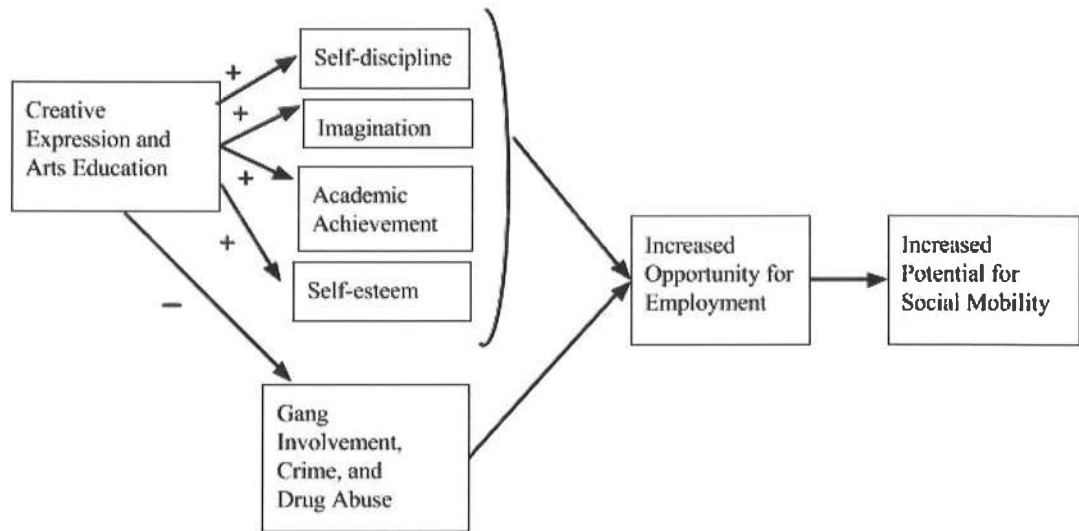 Self-discipline
+
Creative
Expression and
Arts Education
+
Imagination
+
Academic
Achievement
+
Self-esteem
−
Increased
Opportunity for
Employment
Increased
Potential for
Social Mobility
Gang
Involvement,
Crime, and
Drug Abuse